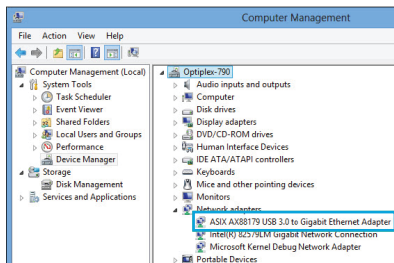 Computer Management
File Action View Help
Computer Management (Local)
System Tools
Task Scheduler
Event Viewer
Shared Folders
Local Users and Groups
Performance
Device Manager
Storage
Disk Management
Services and Applications
Optiplex-790
Audio inputs and outputs
Computer
Disk drives
Display adapters
DVD/CD-ROM drives
Human Interface Devices
IDE ATA/ATAPI controllers
Keyboards
Mice and other pointing devices
Monitors
Network adapters
ASIX AX88179 USB 3.0 to Gigabit Ethernet Adapter
Intel(R) 82579LM Gigabit Network Connection
Microsoft Kernel Debug Network Adapter
Portable Devices